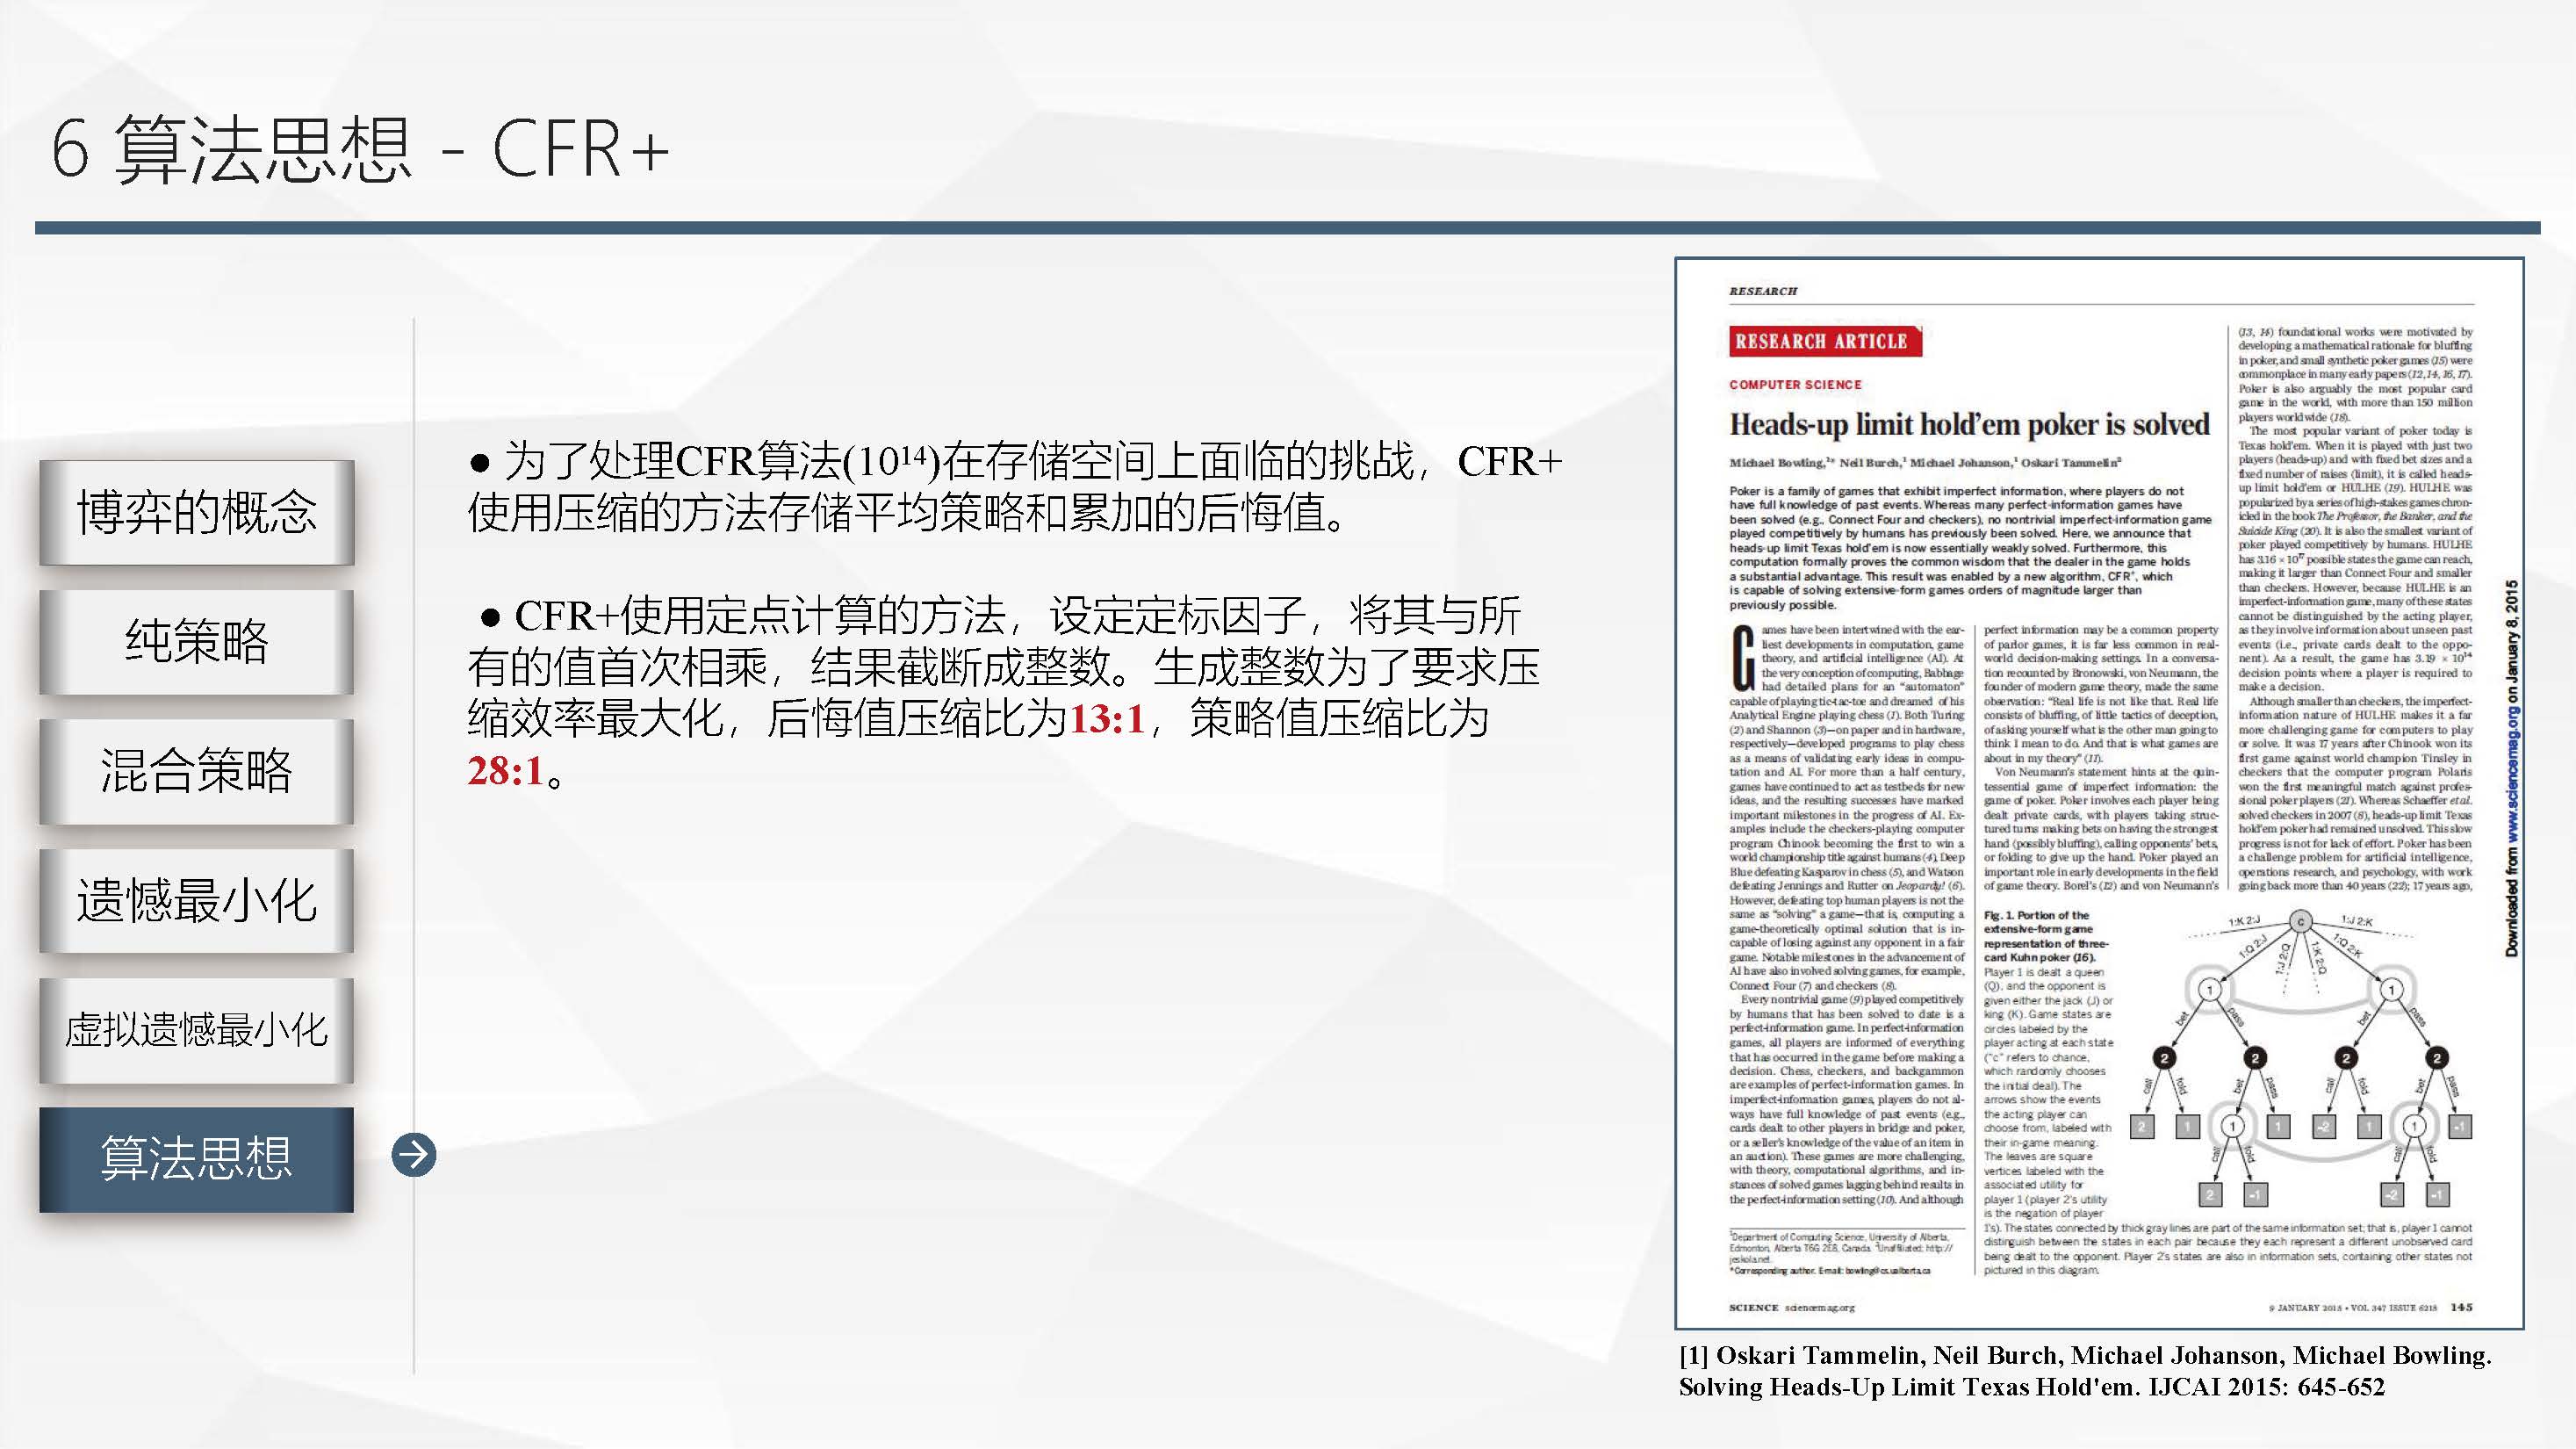 6 算法思想 - CFR+
博弈的概念
纯策略
混合策略
遗憾最小化
虚拟遗憾最小化
算法思想
● 为了处理CFR算法(10¹⁴)在存储空间上面临的挑战，CFR+
使用压缩的方法存储平均策略和累加的后悔值。
● CFR+使用定点计算的方法，设定定标因子，将其与所
有的值首次相乘，结果截断成整数。生成整数为了要求压
缩效率最大化，后悔值压缩比为13:1，策略值压缩比为
28:1。
RESEARCH
RESEARCH ARTICLE
COMPUTER SCIENCE
Heads-up limit hold'em poker is solved
Michael Bowling,¹* Neil Burch,¹ Michael Johanson,¹ Oskari Tammelin²
Poker is a family of games that exhibit imperfect information, where players do not
have full knowledge of past events. Whereas many perfect-information games have
been solved (e.g., Connect Four and checkers), no nontrivial imperfect-information game
played competitively by humans has previously been solved. Here, we announce that
heads-up limit Texas hold'em is now essentially weakly solved. Furthermore, this
computation formally proves the common wisdom that the dealer in the game holds
a substantial advantage. This result was enabled by a new algorithm, CFR⁺, which
is capable of solving extensive-form games orders of magnitude larger than
previously possible.
Games have been intertwined with the ear-
liest developments in computation, game
theory, and artificial intelligence (AI). At
the very conception of computing, Babbage
had detailed plans for an "automaton"
capable of playing tic-tac-toe and dreamed of his
Analytical Engine playing chess (1). Both Turing
(2) and Shannon (3)—on paper and in hardware,
respectively—developed programs to play chess
as a means of validating early ideas in compu-
tation and AI. For more than a half century,
games have continued to act as testbeds for new
ideas, and the resulting successes have marked
important milestones in the progress of AI. Ex-
amples include the checkers-playing computer
program Chinook becoming the first to win a
world championship title against humans (4), Deep
Blue defeating Kasparov in chess (5), and Watson
defeating Jennings and Rutter on Jeopardy! (6).
However, defeating top human players is not the
same as "solving" a game—that is, computing a
game-theoretically optimal solution that is in-
capable of losing against any opponent in a fair
game. Notable milestones in the advancement of
AI have also involved solving games, for example,
Connect Four (7) and checkers (8).
Every nontrivial game (9) played competitively
by humans that has been solved to date is a
perfect-information game. In perfect-information
games, all players are informed of everything
that has occurred in the game before making a
decision. Chess, checkers, and backgammon
are examples of perfect-information games. In
imperfect-information games, players do not al-
ways have full knowledge of past events (e.g.,
cards dealt to other players in bridge and poker,
or a seller's knowledge of the value of an item in
an auction). These games are more challenging,
with theory, computational algorithms, and in-
stances of solved games lagging behind results in
the perfect-information setting (10). And although
¹Department of Computing Science, University of Alberta,
Edmonton, Alberta T6G 2E8, Canada. ²Unaffiliated; http://
jeskola.net.
*Corresponding author. E-mail: bowling@cs.ualberta.ca
perfect information may be a common property
of parlor games, it is far less common in real-
world decision-making settings. In a conversa-
tion recounted by Bronowski, von Neumann, the
founder of modern game theory, made the same
observation: "Real life is not like that. Real life
consists of bluffing, of little tactics of deception,
of asking yourself what is the other man going to
think I mean to do. And that is what games are
about in my theory" (11).
Von Neumann's statement hints at the quin-
tessential game of imperfect information: the
game of poker. Poker involves each player being
dealt private cards, with players taking struc-
tured turns making bets on having the strongest
hand (possibly bluffing), calling opponents' bets,
or folding to give up the hand. Poker played an
important role in early developments in the field
of game theory. Borel's (12) and von Neumann's
(13, 14) foundational works were motivated by
developing a mathematical rationale for bluffing
in poker, and small synthetic poker games (15) were
commonplace in many early papers (12, 14, 16, 17).
Poker is also arguably the most popular card
game in the world, with more than 150 million
players worldwide (18).
The most popular variant of poker today is
Texas hold'em. When it is played with just two
players (heads-up) and with fixed bet sizes and a
fixed number of raises (limit), it is called heads-
up limit hold'em or HULHE (19). HULHE was
popularized by a series of high-stakes games chron-
icled in the book The Professor, the Banker, and the
Suicide King (20). It is also the smallest variant of
poker played competitively by humans. HULHE
has 3.16 × 10¹⁷ possible states the game can reach,
making it larger than Connect Four and smaller
than checkers. However, because HULHE is an
imperfect-information game, many of these states
cannot be distinguished by the acting player,
as they involve information about unseen past
events (i.e., private cards dealt to the oppo-
nent). As a result, the game has 3.19 × 10¹⁴
decision points where a player is required to
make a decision.
Although smaller than checkers, the imperfect-
information nature of HULHE makes it a far
more challenging game for computers to play
or solve. It was 17 years after Chinook won its
first game against world champion Tinsley in
checkers that the computer program Polaris
won the first meaningful match against profes-
sional poker players (21). Whereas Schaeffer et al.
solved checkers in 2007 (8), heads-up limit Texas
hold'em poker had remained unsolved. This slow
progress is not for lack of effort. Poker has been
a challenge problem for artificial intelligence,
operations research, and psychology, with work
going back more than 40 years (22); 17 years ago,
Fig. 1. Portion of the
extensive-form game
representation of three-
card Kuhn poker (16).
Player 1 is dealt a queen
(Q), and the opponent is
given either the jack (J) or
king (K). Game states are
circles labeled by the
player acting at each state
("c" refers to chance,
which randomly chooses
the initial deal). The
arrows show the events
the acting player can
choose from, labeled with
their in-game meaning.
The leaves are square
vertices labeled with the
associated utility for
player 1 (player 2's utility
is the negation of player
1's). The states connected by thick gray lines are part of the same information set; that is, player 1 cannot
distinguish between the states in each pair because they each represent a different unobserved card
being dealt to the opponent. Player 2's states are also in information sets, containing other states not
pictured in this diagram.
1:K 2:J C 1:J 2:K
1:Q 2:J 1:J 2:Q 1:K 2:Q 1:Q 2:K
1 1
bet pass bet pass
2 2 2 2
call fold bet pass call fold bet pass
2 1 1 1 -2 1 1 -1
call fold call fold
2 -1 -2 -1
SCIENCE sciencemag.org
9 JANUARY 2015 • VOL 347 ISSUE 6218 145
Downloaded from www.sciencemag.org on January 8, 2015
[1] Oskari Tammelin, Neil Burch, Michael Johanson, Michael Bowling.
Solving Heads-Up Limit Texas Hold'em. IJCAI 2015: 645-652